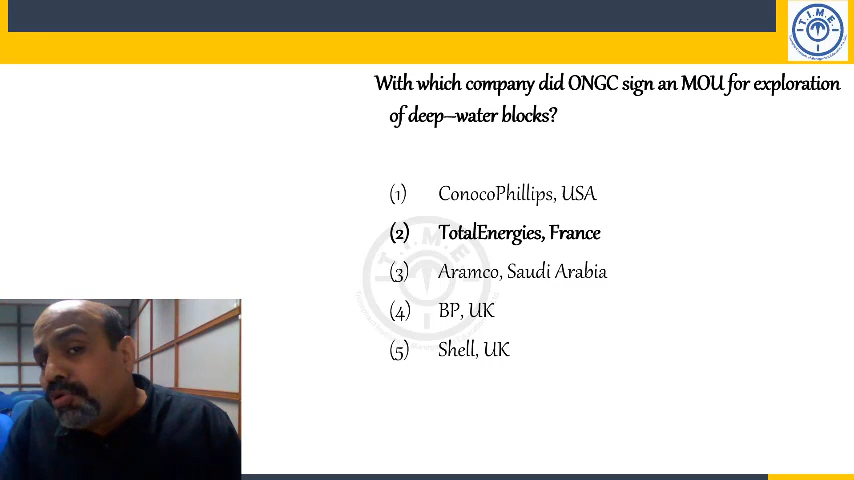 T.I.M.E.
With which company did ONGC sign an MOU for exploration
of deep–water blocks?
(1) ConocoPhillips, USA
(2) TotalEnergies, France
(3) Aramco, Saudi Arabia
(4) BP, UK
(5) Shell, UK